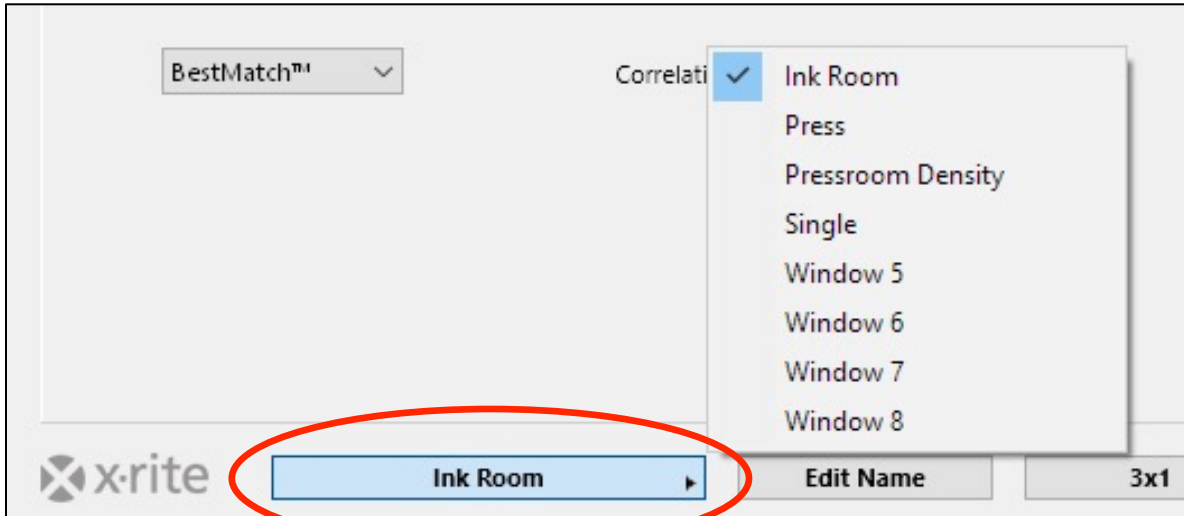 BestMatch™
Correlati
Ink Room
Press
Pressroom Density
Single
Window 5
Window 6
Window 7
Window 8
x·rite
Ink Room
Edit Name
3x1